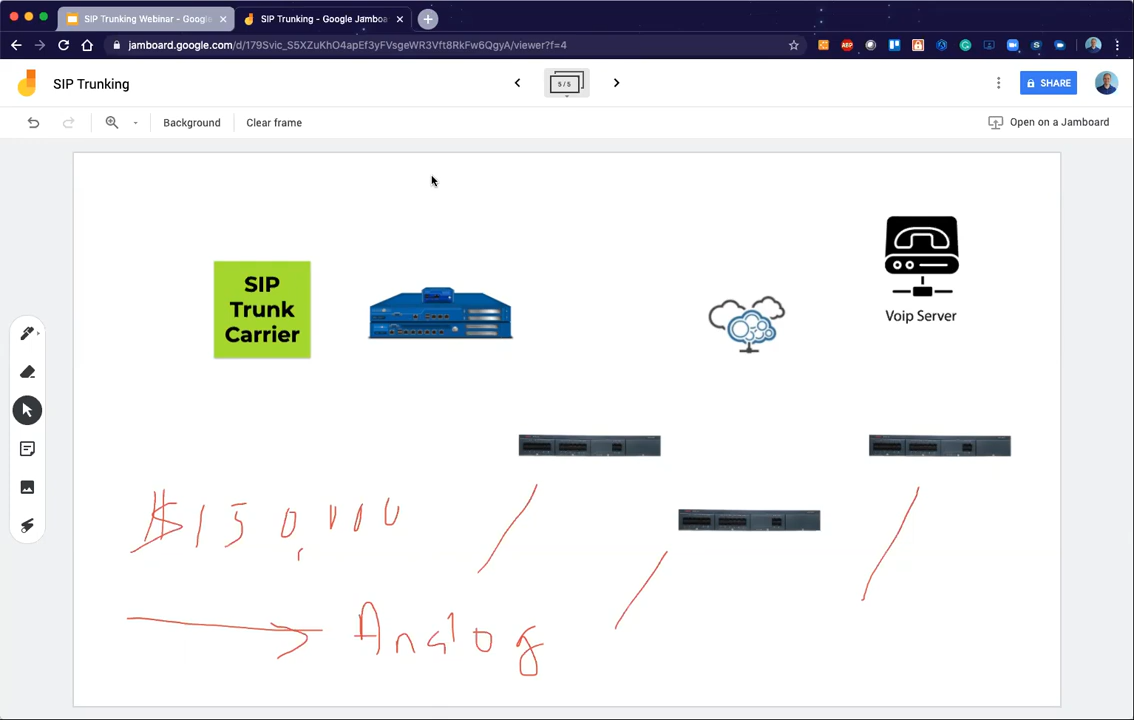 SIP Trunking Webinar - Googl
SIP Trunking - Google Jamboa
jamboard.google.com/d/179Svic_S5XZuKhO4apEf3yFVsgeWR3Vft8RkFw6QgyA/viewer?f=4
SIP Trunking
5 / 5
SHARE
Background
Clear frame
Open on a Jamboard
SIP
Trunk
Carrier
Voip Server
$150,000
Analog